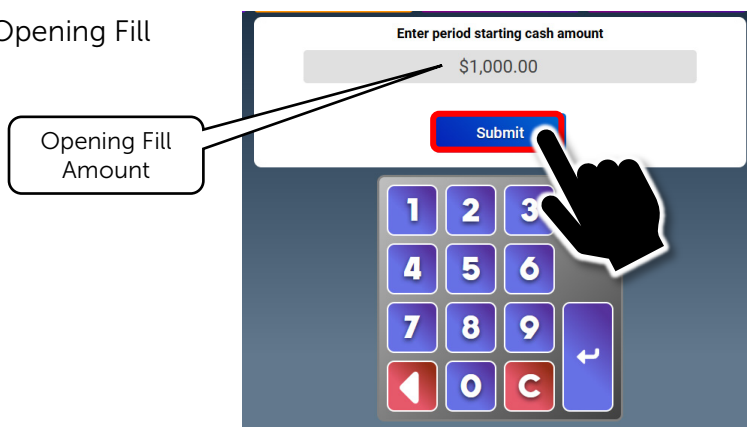 Opening Fill
Enter period starting cash amount
$1,000.00
Submit
Opening Fill
Amount
1 2 3
4 5 6
7 8 9
0 C